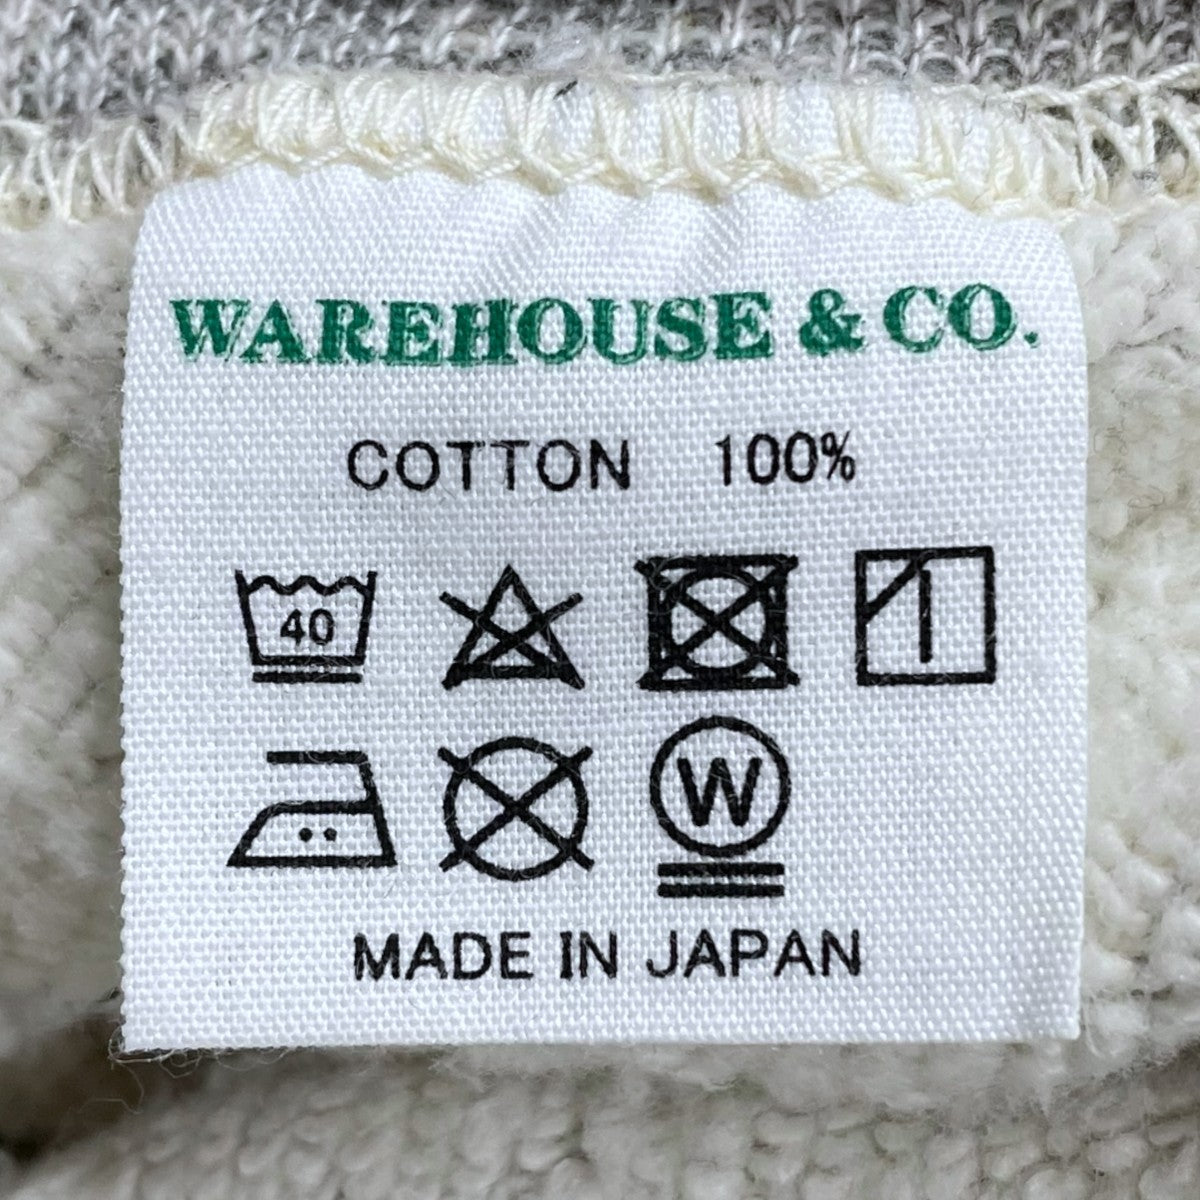 WAREHOUSE & CO.
COTTON 100%
40
W
MADE IN JAPAN